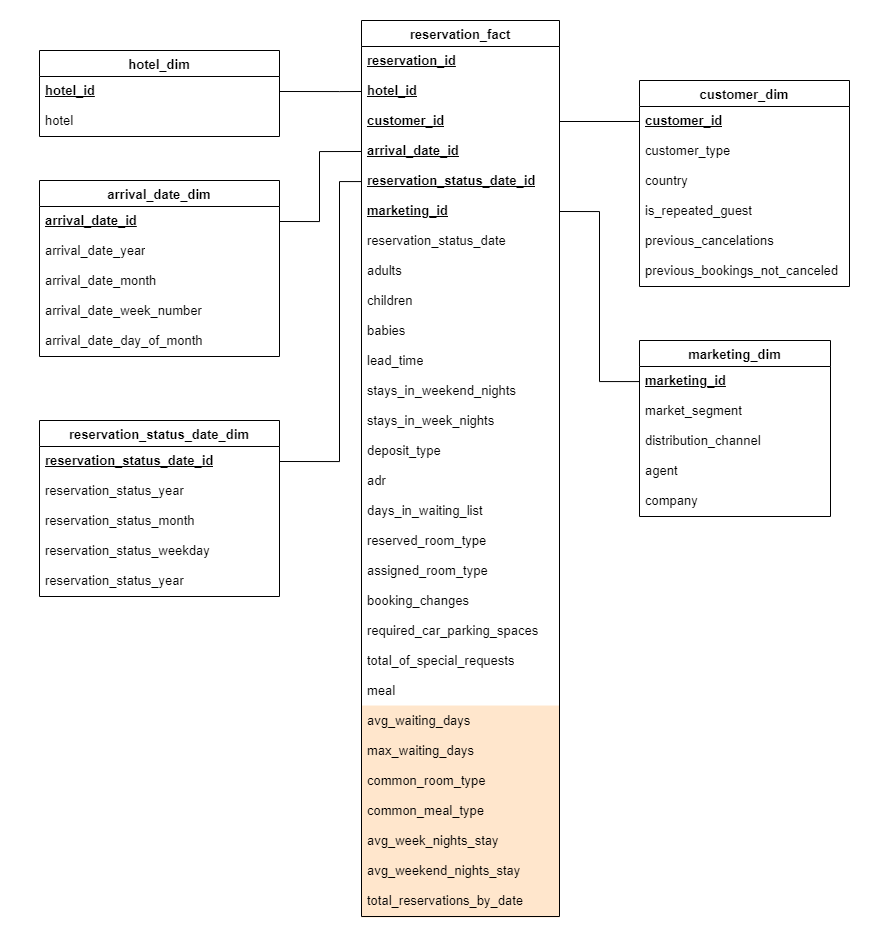 reservation_fact
reservation_id
hotel_id
customer_id
arrival_date_id
reservation_status_date_id
marketing_id
reservation_status_date
adults
children
babies
lead_time
stays_in_weekend_nights
stays_in_week_nights
deposit_type
adr
days_in_waiting_list
reserved_room_type
assigned_room_type
booking_changes
required_car_parking_spaces
total_of_special_requests
meal
avg_waiting_days
max_waiting_days
common_room_type
common_meal_type
avg_week_nights_stay
avg_weekend_nights_stay
total_reservations_by_date
hotel_dim
hotel_id
hotel
arrival_date_dim
arrival_date_id
arrival_date_year
arrival_date_month
arrival_date_week_number
arrival_date_day_of_month
reservation_status_date_dim
reservation_status_date_id
reservation_status_year
reservation_status_month
reservation_status_weekday
reservation_status_year
customer_dim
customer_id
customer_type
country
is_repeated_guest
previous_cancelations
previous_bookings_not_canceled
marketing_dim
marketing_id
market_segment
distribution_channel
agent
company